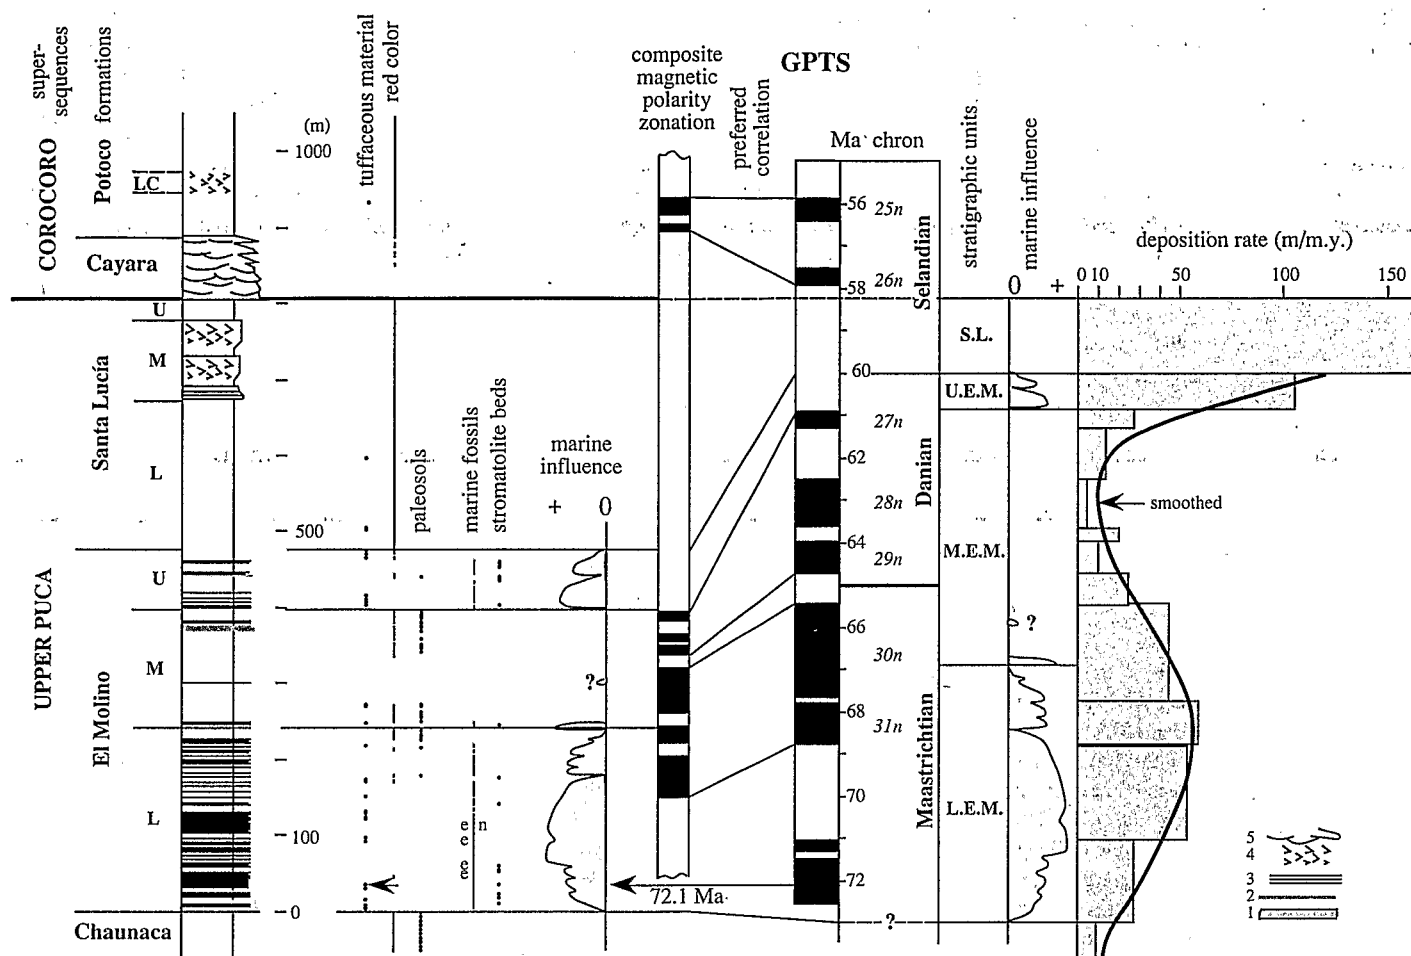 super-
sequences
formations
tuffaceous material
red color
composite
magnetic
polarity
zonation
preferred
correlation
GPTS
Ma chron
COROCORO
Potoco
LC
Cayara
(m)
1000
500
100
0
UPPER PUCA
Santa Lucía
U
M
L
El Molino
U
M
L
Chaunaca
paleosols
marine fossils
stromatolite beds
marine
influence
+ 0
?
e n
e
e
e
72.1 Ma
56 25n
58 26n
60
27n
62
28n
64
29n
66
30n
68
31n
70
72
?
Selandian
Danian
Maastrichtian
stratigraphic units
marine influence
0 +
S.L.
U.E.M.
M.E.M.
L.E.M.
?
deposition rate (m/m.y.)
0 10 50 100 150
smoothed
5
4
3
2
1